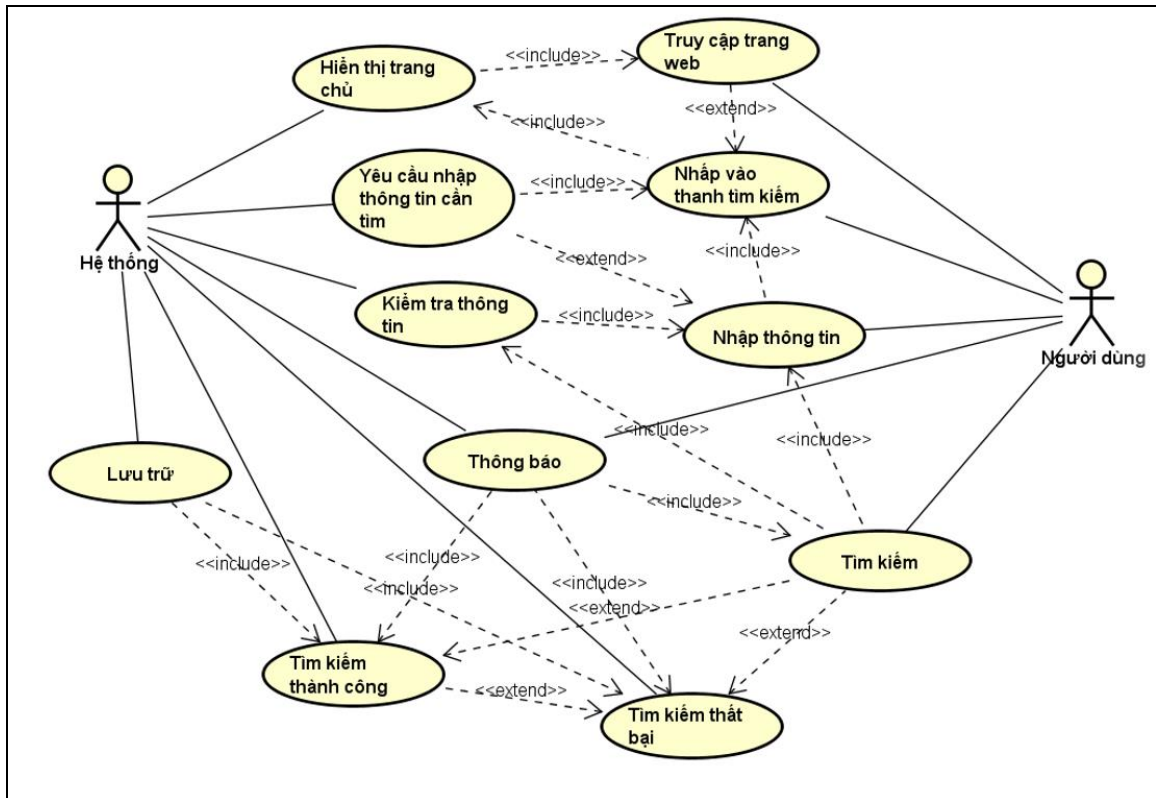 Truy cập trang
web
<<include>>
Hiển thị trang
chủ
<<extend>>
<<include>>
Yêu cầu nhập
thông tin cần
tìm
<<include>>
Nhấp vào
thanh tìm kiếm
Hệ thống
<<include>>
<<extend>>
Kiểm tra thông
tin
<<include>>
Nhập thông tin
Người dùng
<<include>>
<<include>>
Lưu trữ
Thông báo
<<include>>
<<include>>
<<include>>
<<include>>
<<include>>
<<extend>>
Tìm kiếm
<<extend>>
Tìm kiếm
thành công
<<extend>>
Tìm kiếm thất
bại